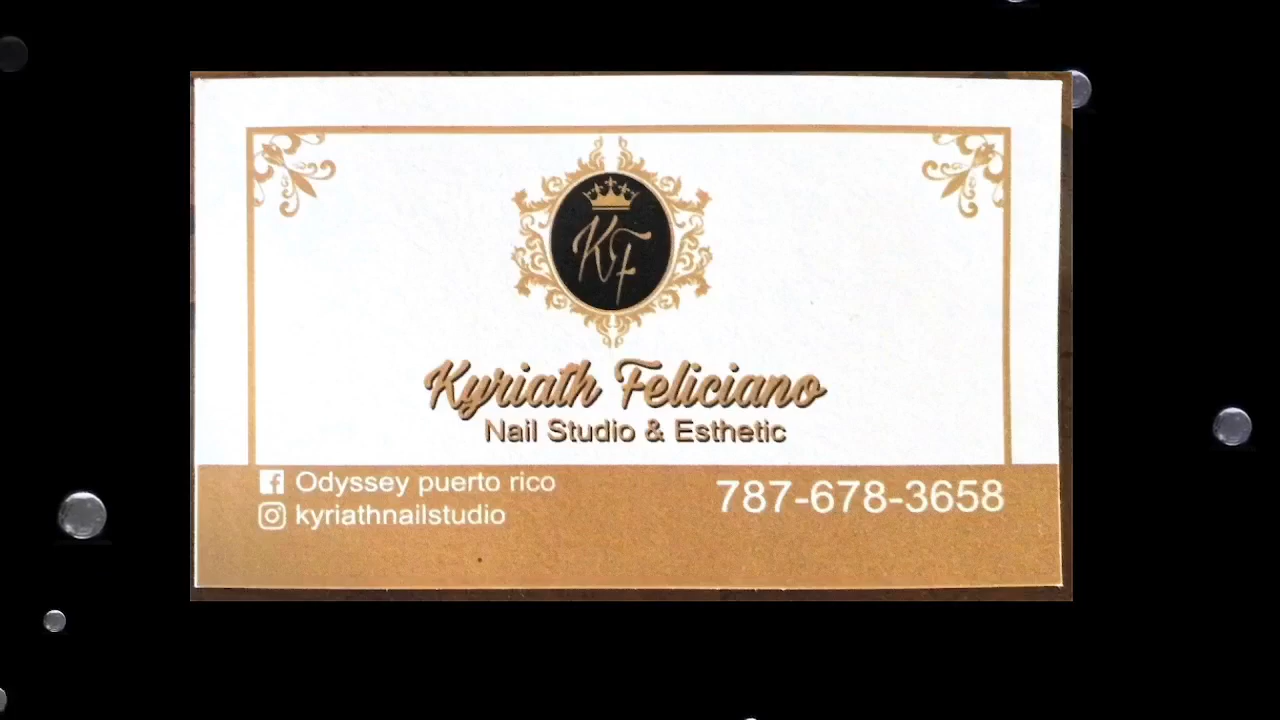 KF
Kyriath Feliciano
Nail Studio & Esthetic
Odyssey puerto rico
kyriathnailstudio
787-678-3658